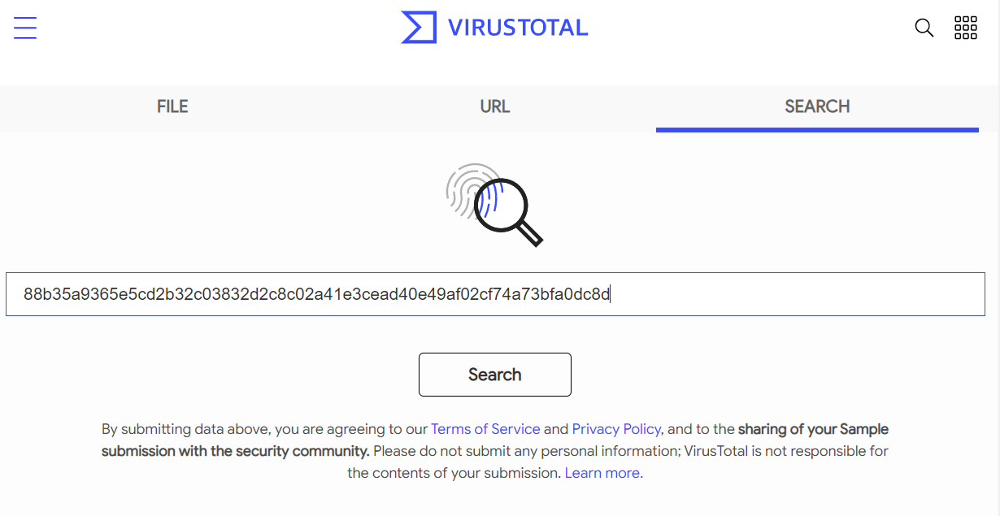 VIRUSTOTAL
FILE
URL
SEARCH
88b35a9365e5cd2b32c03832d2c8c02a41e3cead40e49af02cf74a73bfa0dc8d
Search
By submitting data above, you are agreeing to our Terms of Service and Privacy Policy, and to the sharing of your Sample
submission with the security community. Please do not submit any personal information; VirusTotal is not responsible for
the contents of your submission. Learn more.